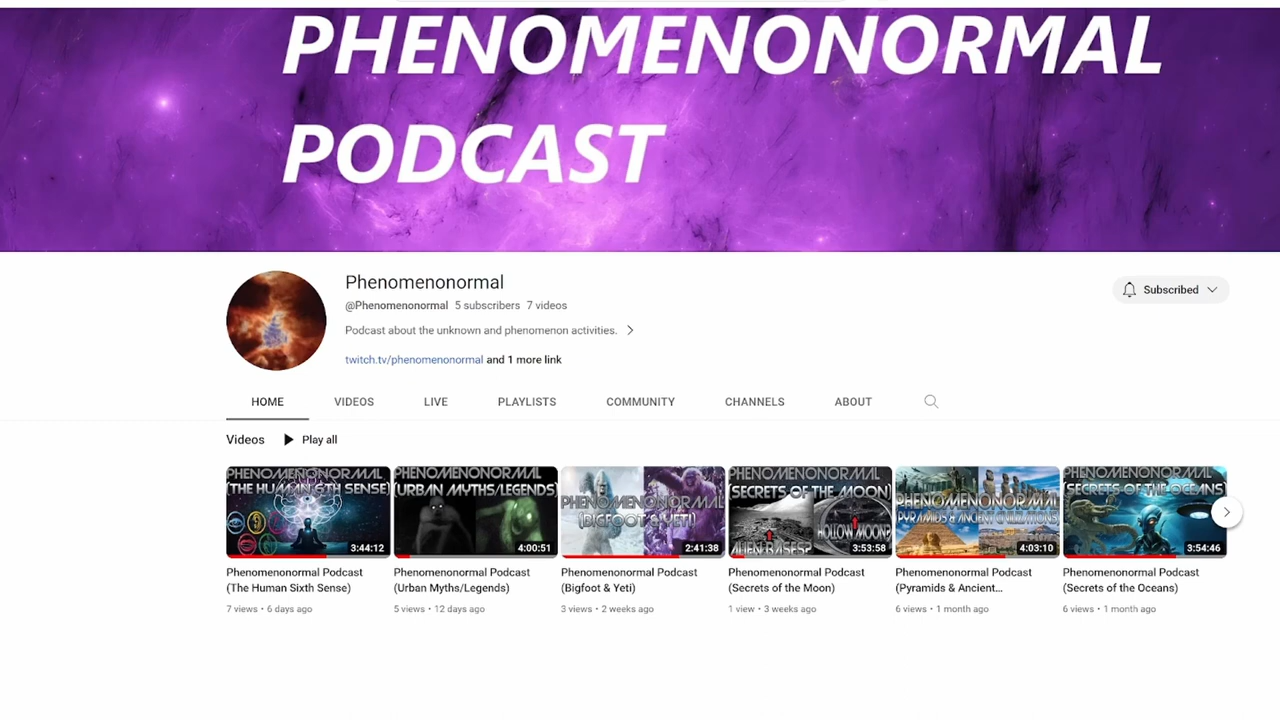 PHENOMENONORMAL
PODCAST
Phenomenonormal
@Phenomenonormal 5 subscribers 7 videos
Podcast about the unknown and phenomenon activities.
twitch.tv/phenomenonormal and 1 more link
Subscribed
HOME VIDEOS LIVE PLAYLISTS COMMUNITY CHANNELS ABOUT
Videos Play all
PHENOMENONORMAL
(THE HUMAN 6TH SENSE)
3:44:12
PHENOMENONORMAL
(URBAN MYTHS/LEGENDS)
4:00:51
PHENOMENONORMAL
(BIGFOOT & YETI)
2:41:38
PHENOMENONORMAL
(SECRETS OF THE MOON)
HOLLOW MOON?
ALIEN BASES?
3:53:58
PHENOMENONORMAL
PYRAMIDS & ANCIENT CIVILIZATIONS
4:03:10
PHENOMENONORMAL
(SECRETS OF THE OCEANS)
3:54:46
Phenomenonormal Podcast
(The Human Sixth Sense)
7 views • 6 days ago
Phenomenonormal Podcast
(Urban Myths/Legends)
5 views • 12 days ago
Phenomenonormal Podcast
(Bigfoot & Yeti)
3 views • 2 weeks ago
Phenomenonormal Podcast
(Secrets of the Moon)
1 view • 3 weeks ago
Phenomenonormal Podcast
(Pyramids & Ancient...
6 views • 1 month ago
Phenomenonormal Podcast
(Secrets of the Oceans)
6 views • 1 month ago